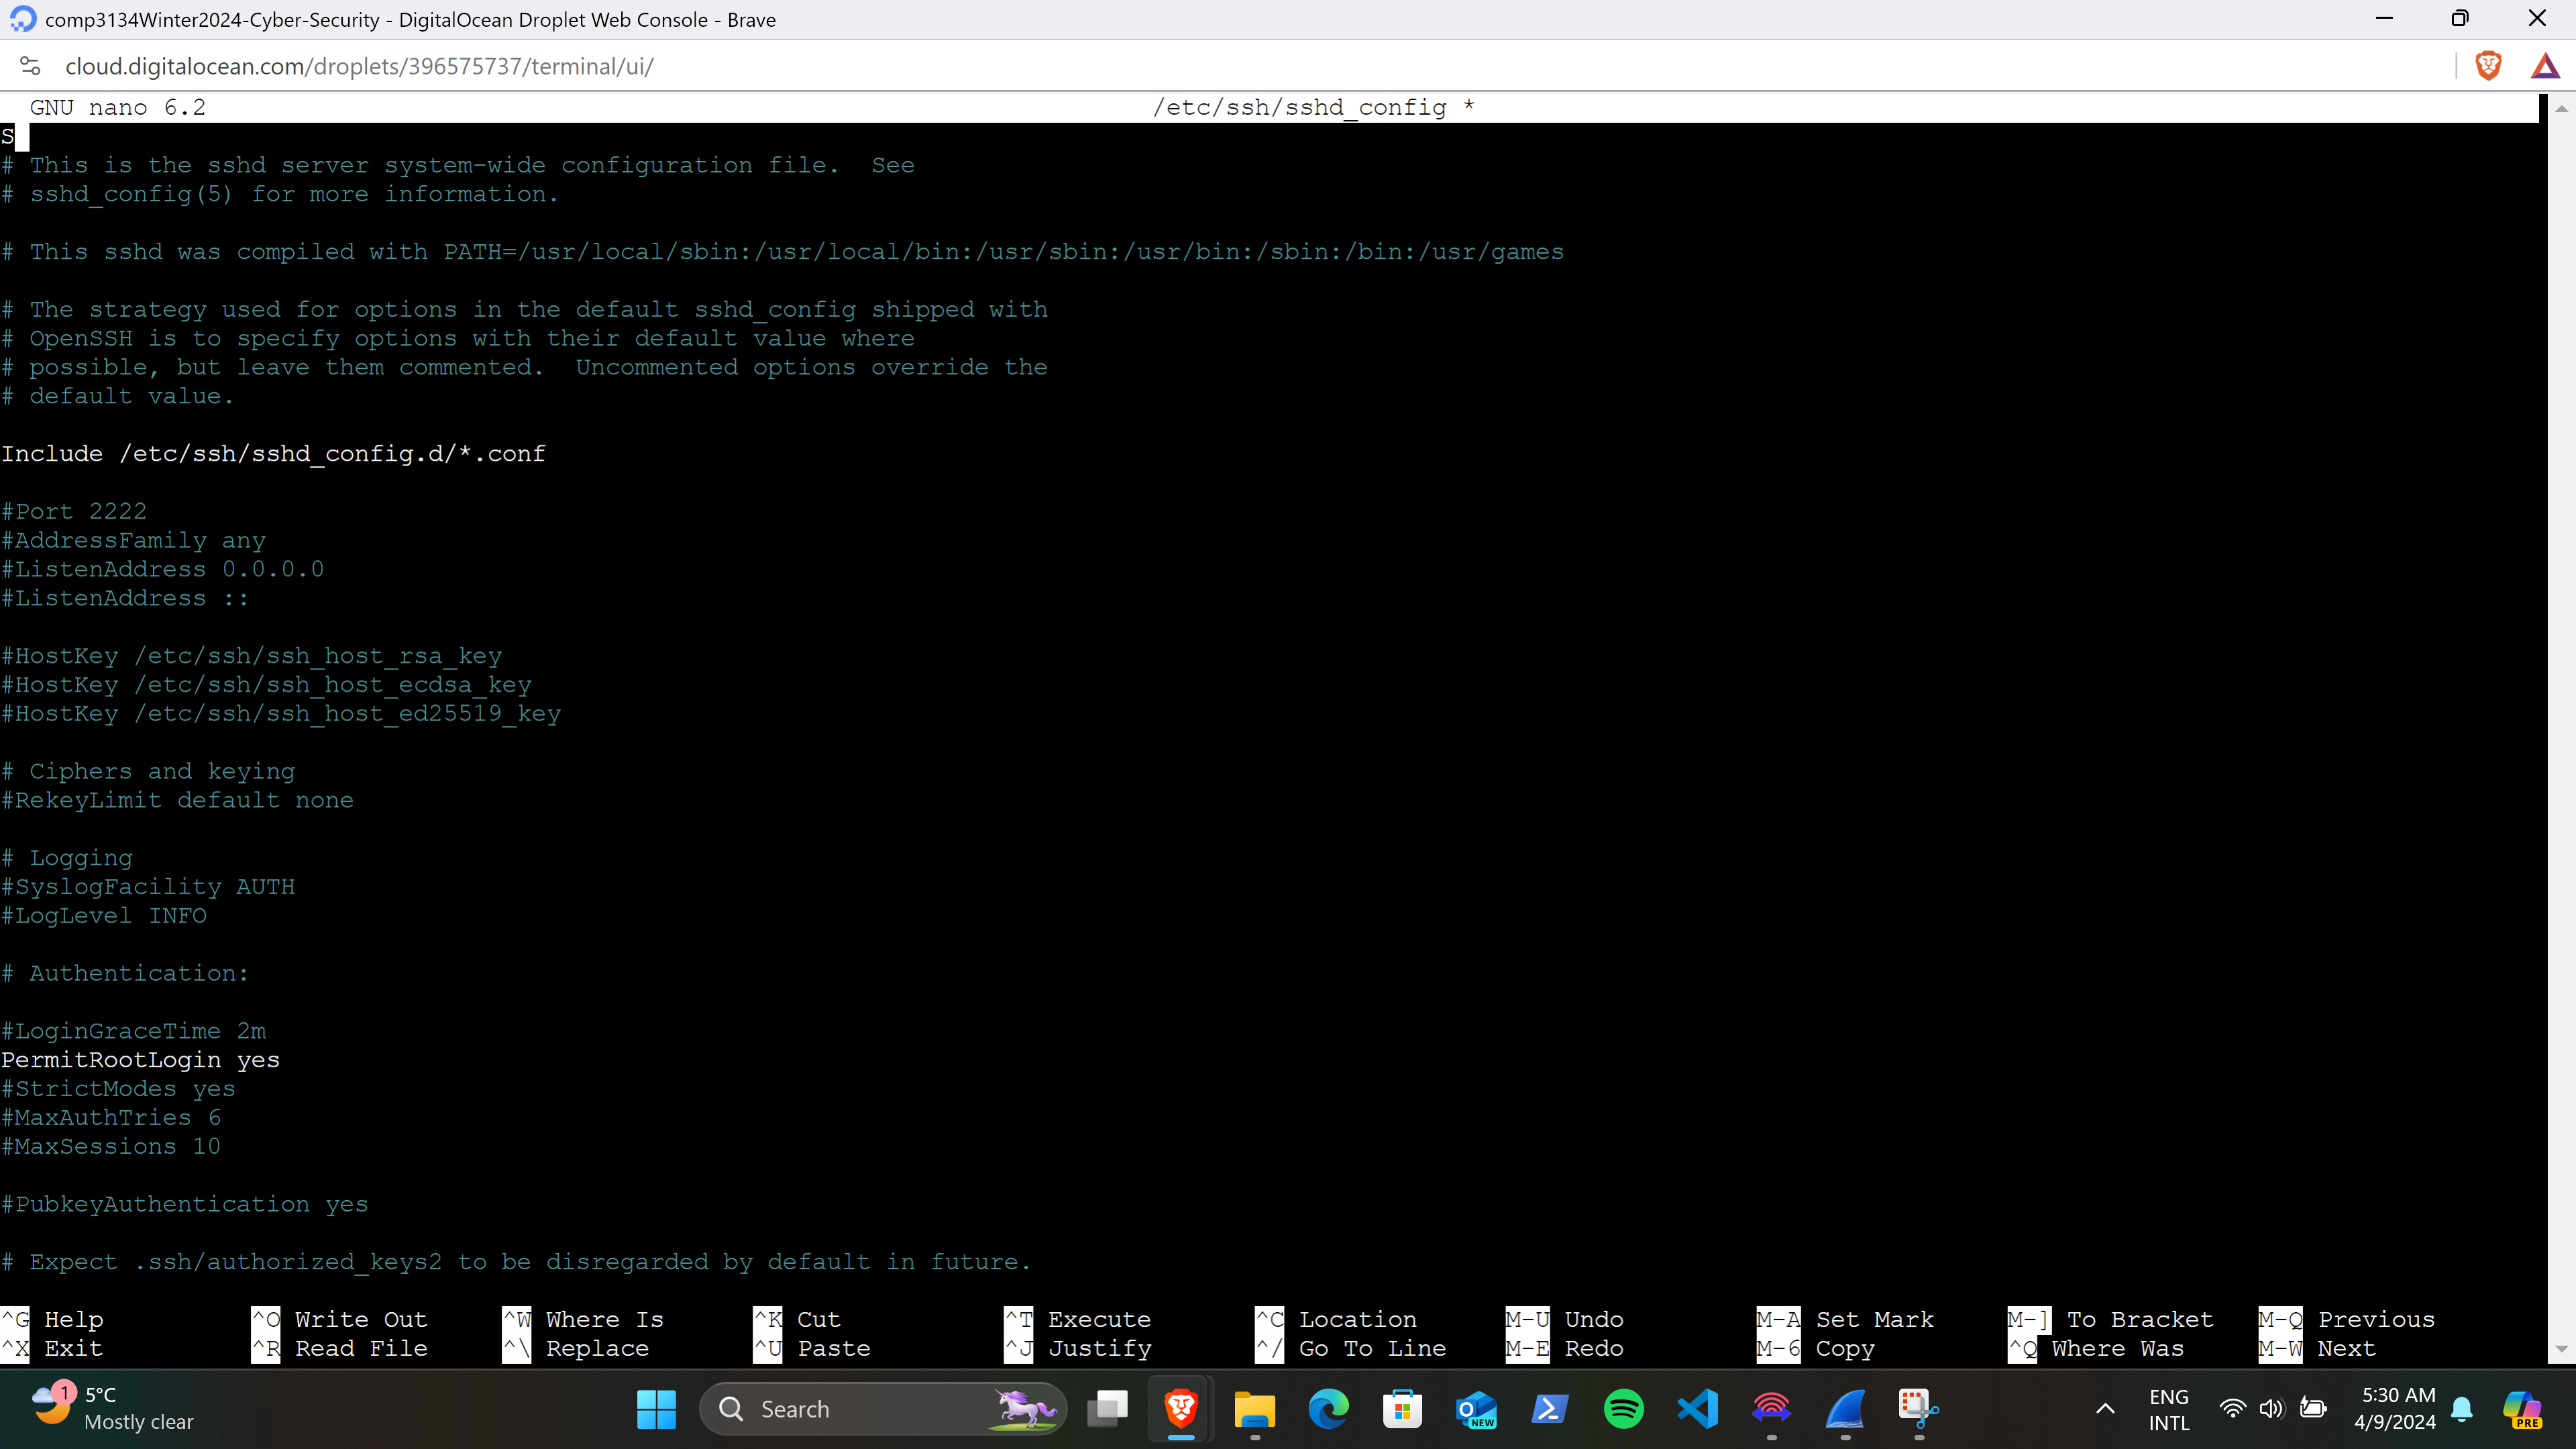 comp3134Winter2024-Cyber-Security - DigitalOcean Droplet Web Console - Brave
cloud.digitalocean.com/droplets/396575737/terminal/ui/
GNU nano 6.2 /etc/ssh/sshd_config *
S
# This is the sshd server system-wide configuration file.  See
# sshd_config(5) for more information.
# This sshd was compiled with PATH=/usr/local/sbin:/usr/local/bin:/usr/sbin:/usr/bin:/sbin:/bin:/usr/games
# The strategy used for options in the default sshd_config shipped with
# OpenSSH is to specify options with their default value where
# possible, but leave them commented.  Uncommented options override the
# default value.
Include /etc/ssh/sshd_config.d/*.conf
#Port 2222
#AddressFamily any
#ListenAddress 0.0.0.0
#ListenAddress ::
#HostKey /etc/ssh/ssh_host_rsa_key
#HostKey /etc/ssh/ssh_host_ecdsa_key
#HostKey /etc/ssh/ssh_host_ed25519_key
# Ciphers and keying
#RekeyLimit default none
# Logging
#SyslogFacility AUTH
#LogLevel INFO
# Authentication:
#LoginGraceTime 2m
PermitRootLogin yes
#StrictModes yes
#MaxAuthTries 6
#MaxSessions 10
#PubkeyAuthentication yes
# Expect .ssh/authorized_keys2 to be disregarded by default in future.
^G Help ^O Write Out ^W Where Is ^K Cut ^T Execute ^C Location M-U Undo M-A Set Mark M-] To Bracket M-Q Previous
^X Exit ^R Read File ^\ Replace ^U Paste ^J Justify ^/ Go To Line M-E Redo M-6 Copy ^Q Where Was M-W Next
1 5°C
Mostly clear
Search
NEW
ENG
INTL
5:30 AM
4/9/2024
PRE